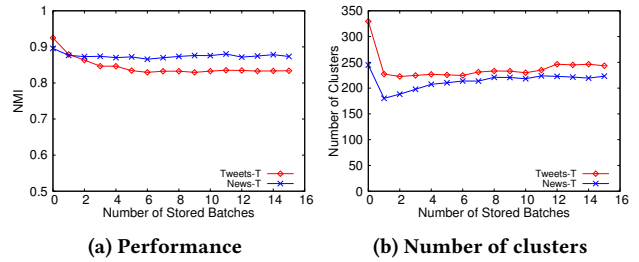 1
0.9
0.8
0.7
0.6
0.5
NMI
Tweets-T
News-T
0 2 4 6 8 10 12 14 16
Number of Stored Batches
(a) Performance
350
300
250
200
150
100
50
0
Number of Clusters
Tweets-T
News-T
0 2 4 6 8 10 12 14 16
Number of Stored Batches
(b) Number of clusters